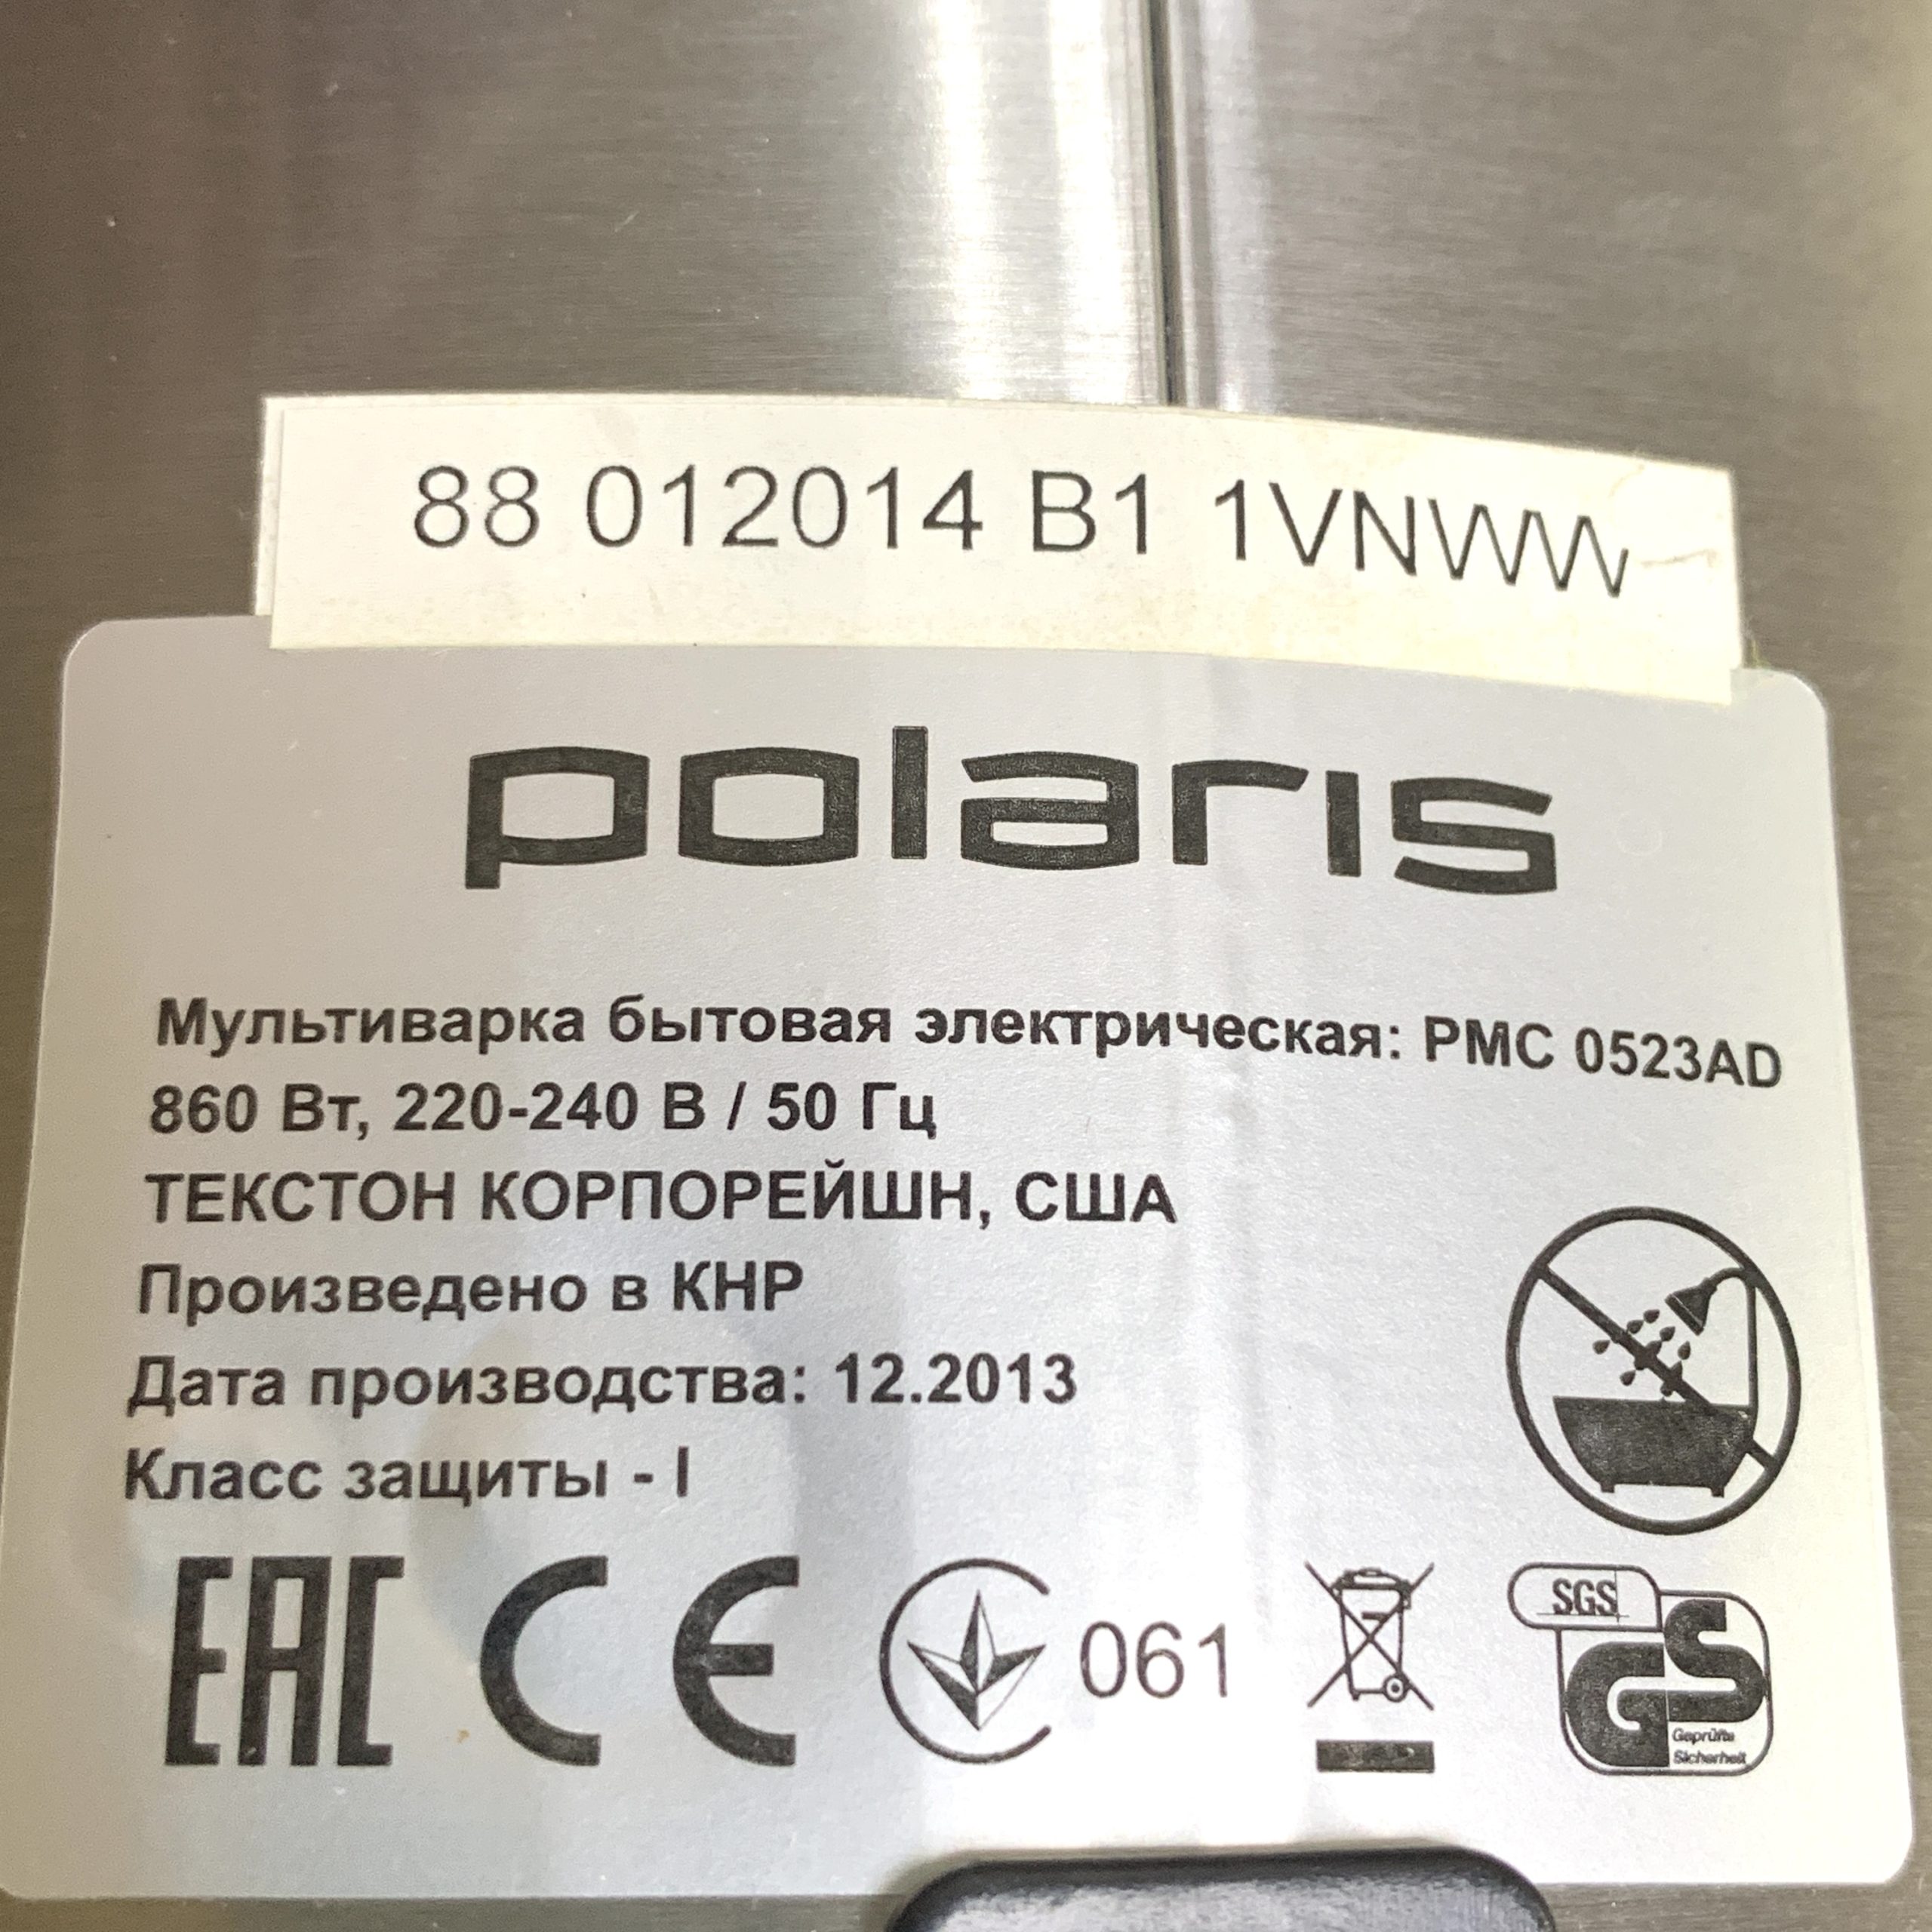 88 012014 B1 1VNWW
polaris
Мультиварка бытовая электрическая: PMC 0523AD
860 Вт, 220-240 В / 50 Гц
ТЕКСТОН КОРПОРЕЙШН, США
Произведено в КНР
Дата производства: 12.2013
Класс защиты - I
EAC CE 061
SGS
GS
Geprüfte
Sicherheit